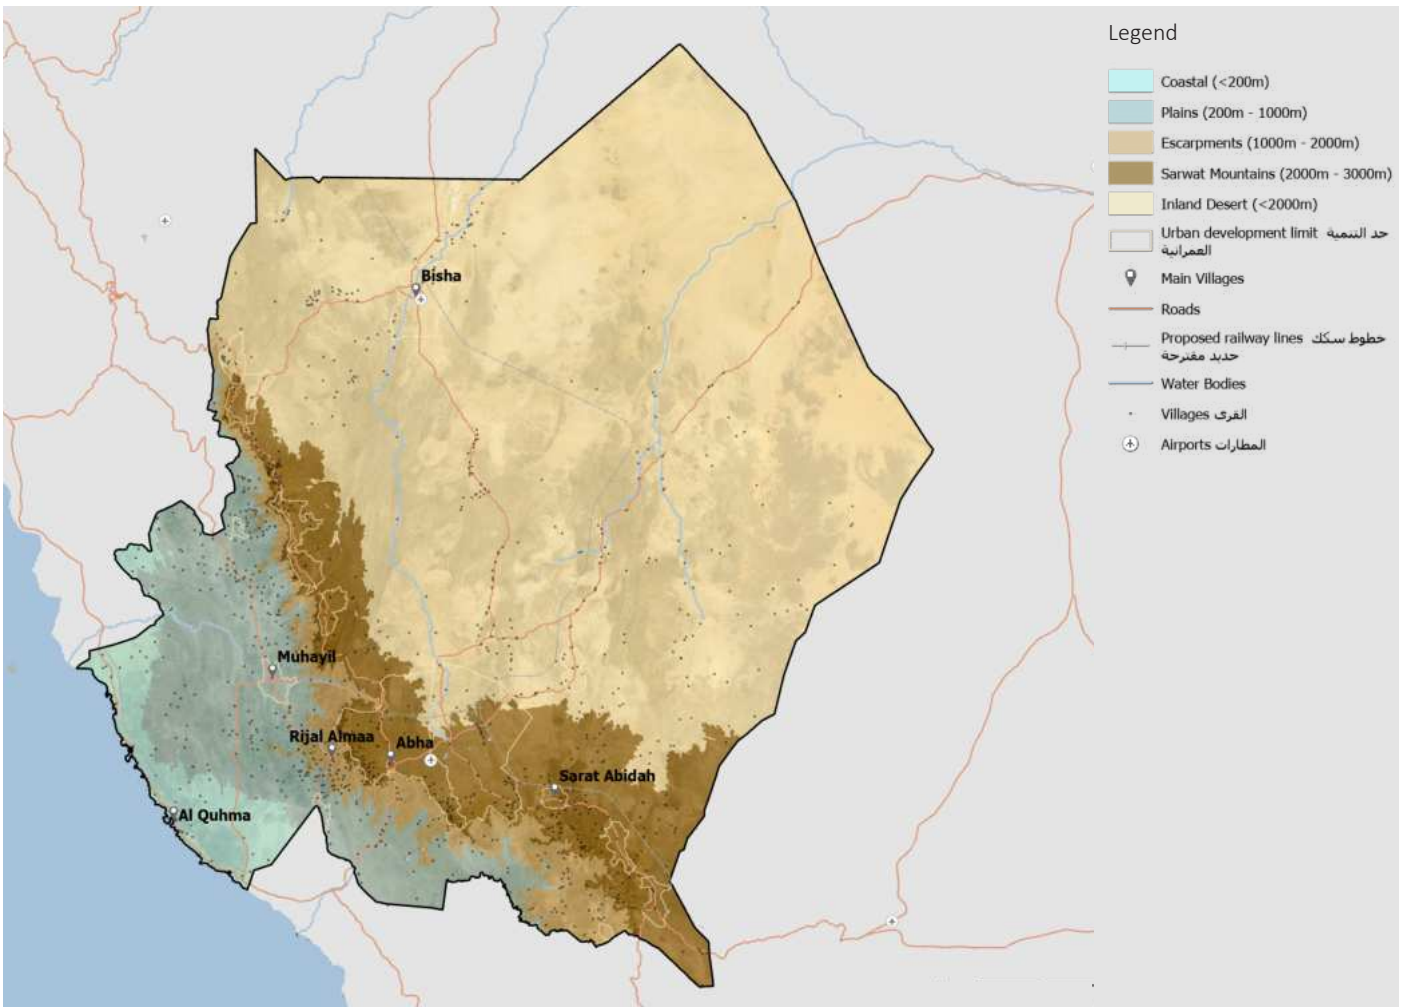 Legend
Coastal (<200m)
Plains (200m - 1000m)
Escarpments (1000m - 2000m)
Sarwat Mountains (2000m - 3000m)
Inland Desert (<2000m)
Urban development limit حد التنمية
العمرانية
Main Villages
Roads
Proposed railway lines خطوط سكك
حديد مقترحة
Water Bodies
Villages القرى
Airports المطارات
Bisha
Muhayil
Rijal Almaa
Abha
Sarat Abidah
Al Quhma